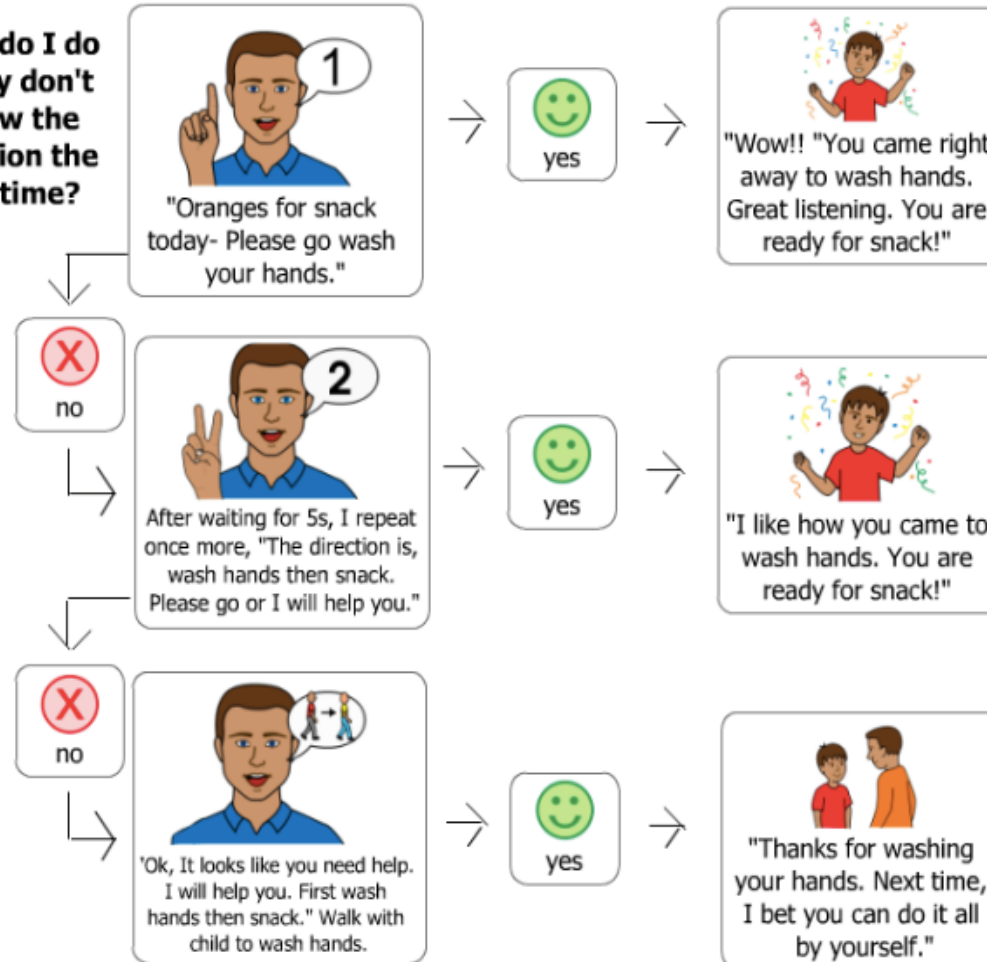 do I do
y don't
w the
ion the
time?
1
"Oranges for snack
today- Please go wash
your hands."
yes
"Wow!! "You came right
away to wash hands.
Great listening. You are
ready for snack!"
no
2
After waiting for 5s, I repeat
once more, "The direction is,
wash hands then snack.
Please go or I will help you."
yes
"I like how you came to
wash hands. You are
ready for snack!"
X
no
X
'Ok, It looks like you need help.
I will help you. First wash
hands then snack." Walk with
child to wash hands.
yes
"Thanks for washing
your hands. Next time,
I bet you can do it all
by yourself."